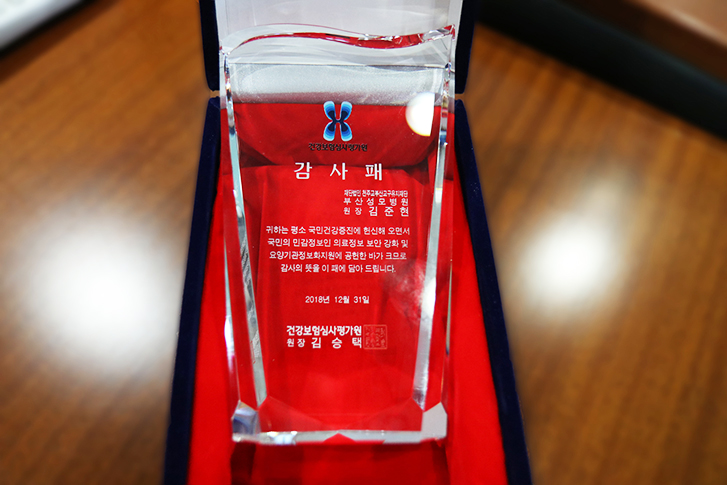 건강보험심사평가원
감사패
재단법인 천주교부산교구유지재단
부산성모병원
원장 김준현
귀하는 평소 국민건강증진에 헌신해 오면서
국민의 민감정보인 의료정보 보안 강화 및
요양기관정보화지원에 공헌한 바가 크므로
감사의 뜻을 이 패에 담아 드립니다.
2018년 12월 31일
건강보험심사평가원
원장 김승택